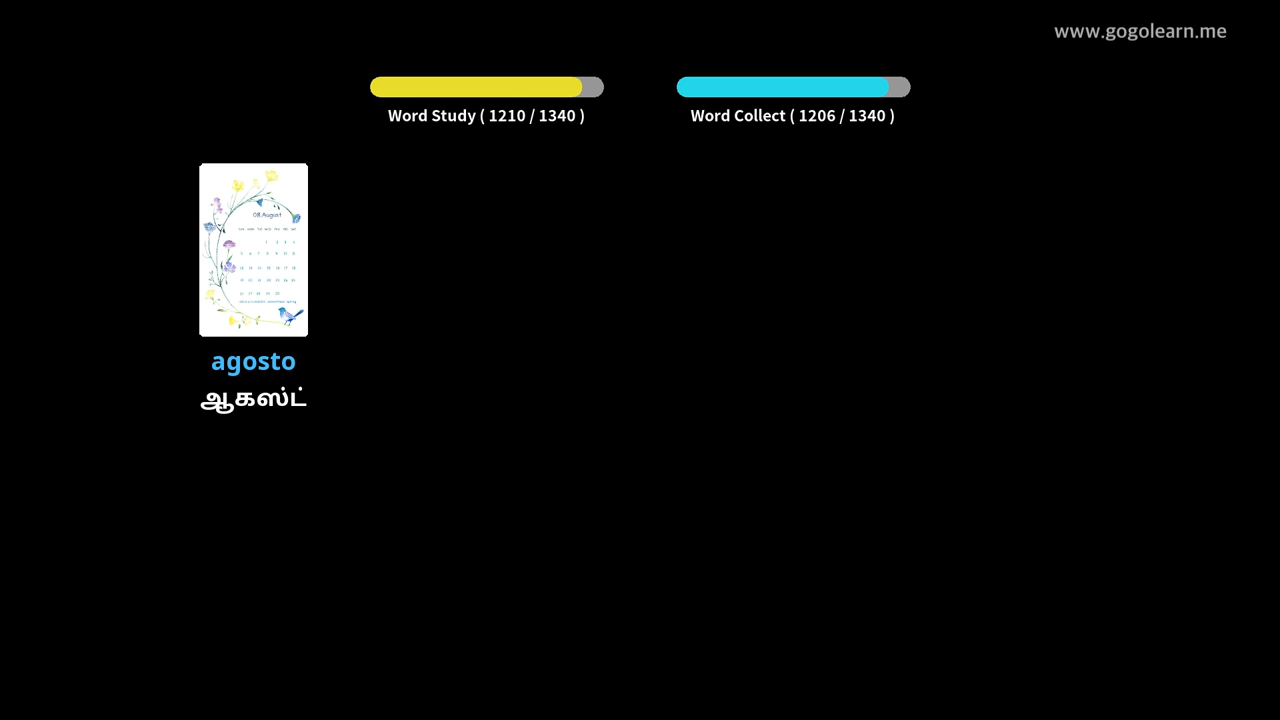 www.gogolearn.me
Word Study ( 1210 / 1340 )
Word Collect ( 1206 / 1340 )
08.August
agosto
ஆகஸ்ட்